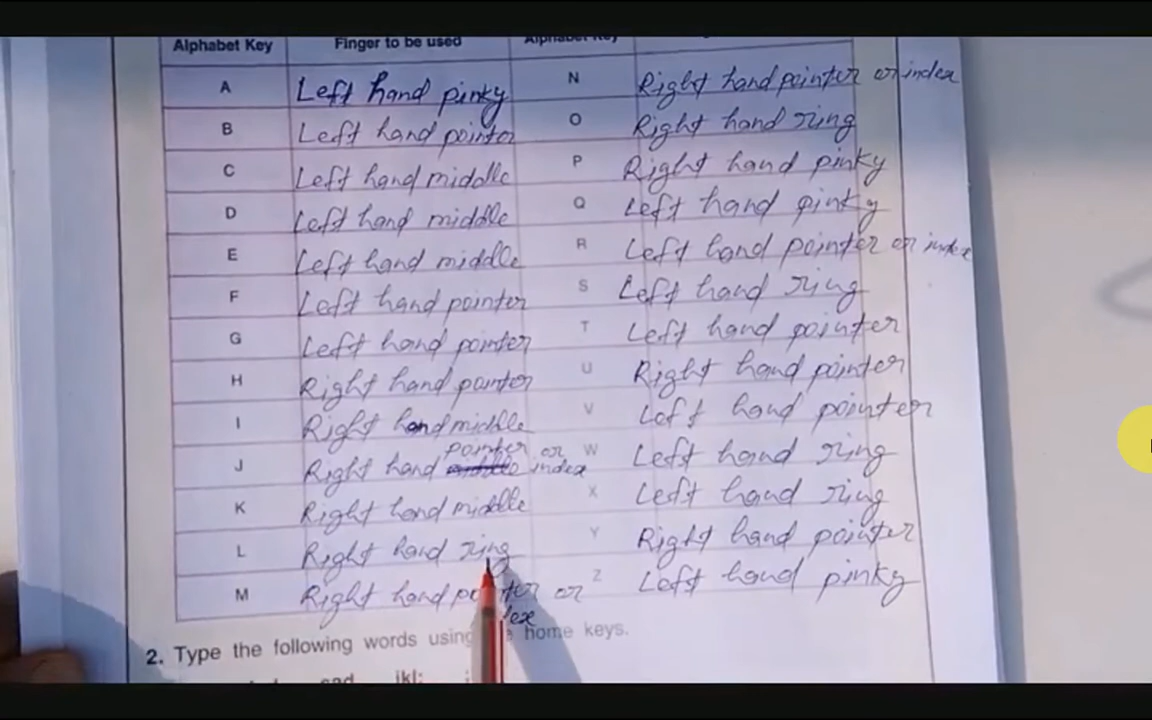 Alphabet Key Finger to be used Alphabet Key
A Left hand pinky N Right hand pointer or index
B Left hand pointer O Right hand ring
C Left hand middle P Right hand pinky
D Left hand middle Q Left hand pinky
E Left hand middle R Left hand pointer or index
F Left hand pointer S Left hand ring
G Left hand pointer T Left hand pointer
H Right hand pointer U Right hand pointer
I Right hand middle V Left hand pointer
J Right hand pointer or index W Left hand ring
K Right hand middle X Left hand ring
L Right hand ring Y Right hand pointer
M Right hand or Z Left hand pinky
2. Type the following words using home keys.